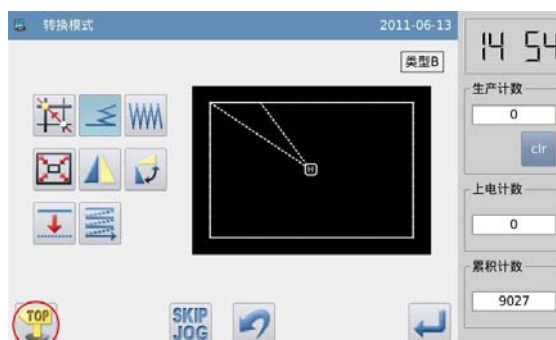 转换模式 2011-06-13
类型B
14 54
生产计数
0
clr
上电计数
0
累积计数
9027
H
TOP
SKIP
JOG